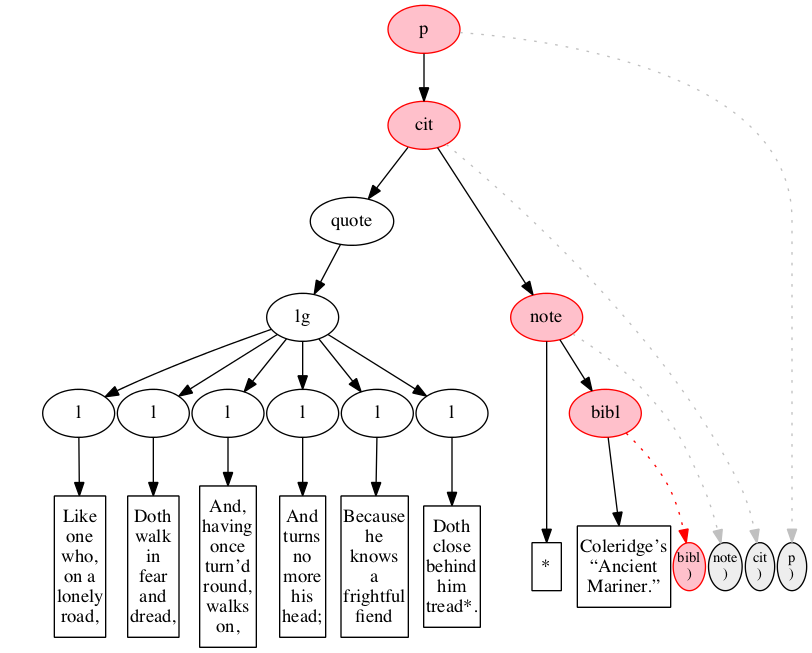 p
cit
quote
lg
note
l
l
l
l
l
l
bibl
Like
one
who,
on a
lonely
road,
Doth
walk
in
fear
and
dread,
And,
having
once
turn’d
round,
walks
on,
And
turns
no
more
his
head;
Because
he
knows
a
frightful
fiend
Doth
close
behind
him
tread*.
*
Coleridge’s
“Ancient
Mariner.”
bibl
)
note
)
cit
)
p
)